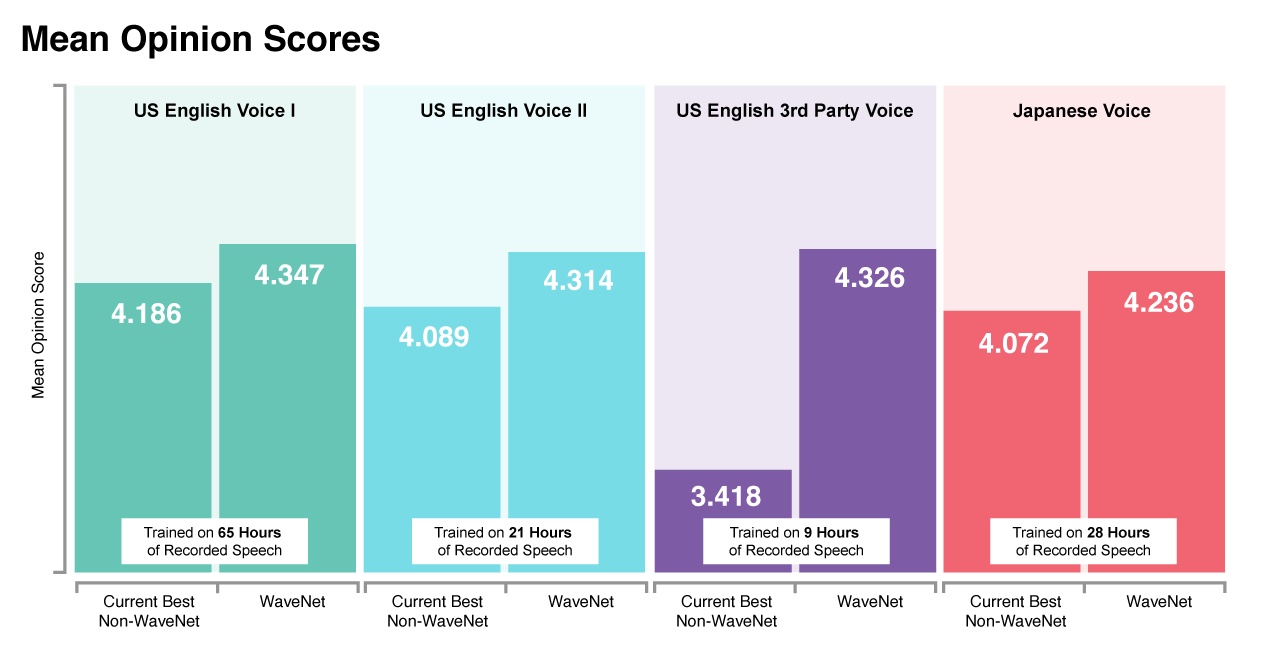 Mean Opinion Scores
Mean Opinion Score
US English Voice I
4.186
4.347
Trained on 65 Hours
of Recorded Speech
Current Best
Non-WaveNet
WaveNet
US English Voice II
4.089
4.314
Trained on 21 Hours
of Recorded Speech
Current Best
Non-WaveNet
WaveNet
US English 3rd Party Voice
3.418
4.326
Trained on 9 Hours
of Recorded Speech
Current Best
Non-WaveNet
WaveNet
Japanese Voice
4.072
4.236
Trained on 28 Hours
of Recorded Speech
Current Best
Non-WaveNet
WaveNet